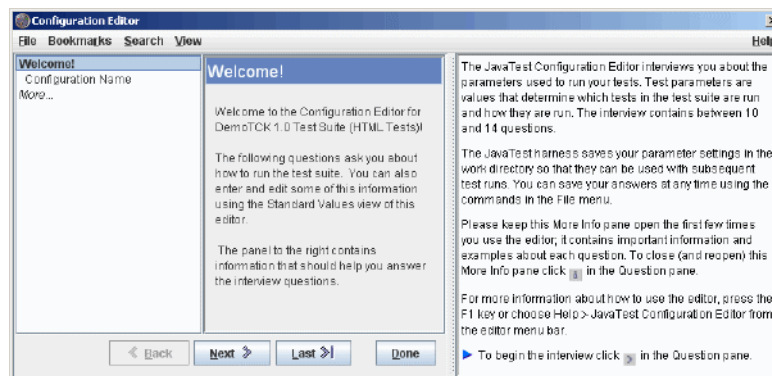 Configuration Editor
File Bookmarks Search View Help
Welcome!
Configuration Name
More...
Welcome!
Welcome to the Configuration Editor for
DemoTCK 1.0 Test Suite (HTML Tests)!
The following questions ask you about
how to run the test suite. You can also
enter and edit some of this information
using the Standard Values view of this
editor.
The panel to the right contains
information that should help you answer
the interview questions.
Back Next Last Done
The JavaTest Configuration Editor interviews you about the
parameters used to run your tests. Test parameters are
values that determine which tests in the test suite are run
and how they are run. The interview contains between 10
and 14 questions.
The JavaTest harness saves your parameter settings in the
work directory so that they can be used with subsequent
test runs. You can save your answers at any time using the
commands in the File menu.
Please keep this More Info pane open the first few times
you use the editor; it contains important information and
examples about each question. To close (and reopen) this
More Info pane click in the Question pane.
For more information about how to use the editor, press the
F1 key or choose Help > JavaTest Configuration Editor from
the editor menu bar.
To begin the interview click in the Question pane.